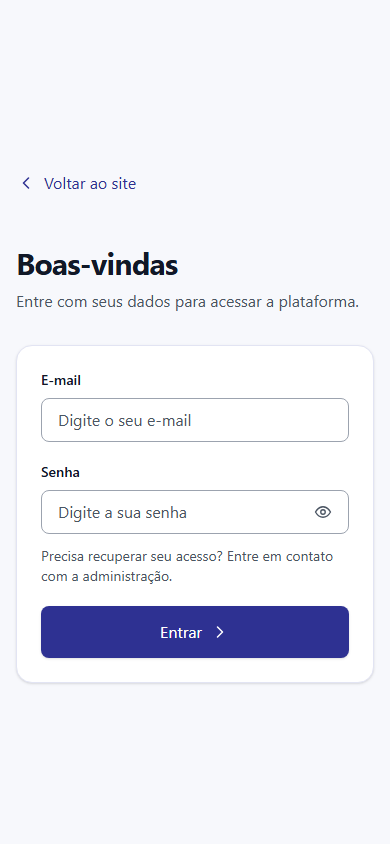 Voltar ao site
Boas-vindas
Entre com seus dados para acessar a plataforma.
E-mail
Digite o seu e-mail
Senha
Digite a sua senha
Precisa recuperar seu acesso? Entre em contato
com a administração.
Entrar